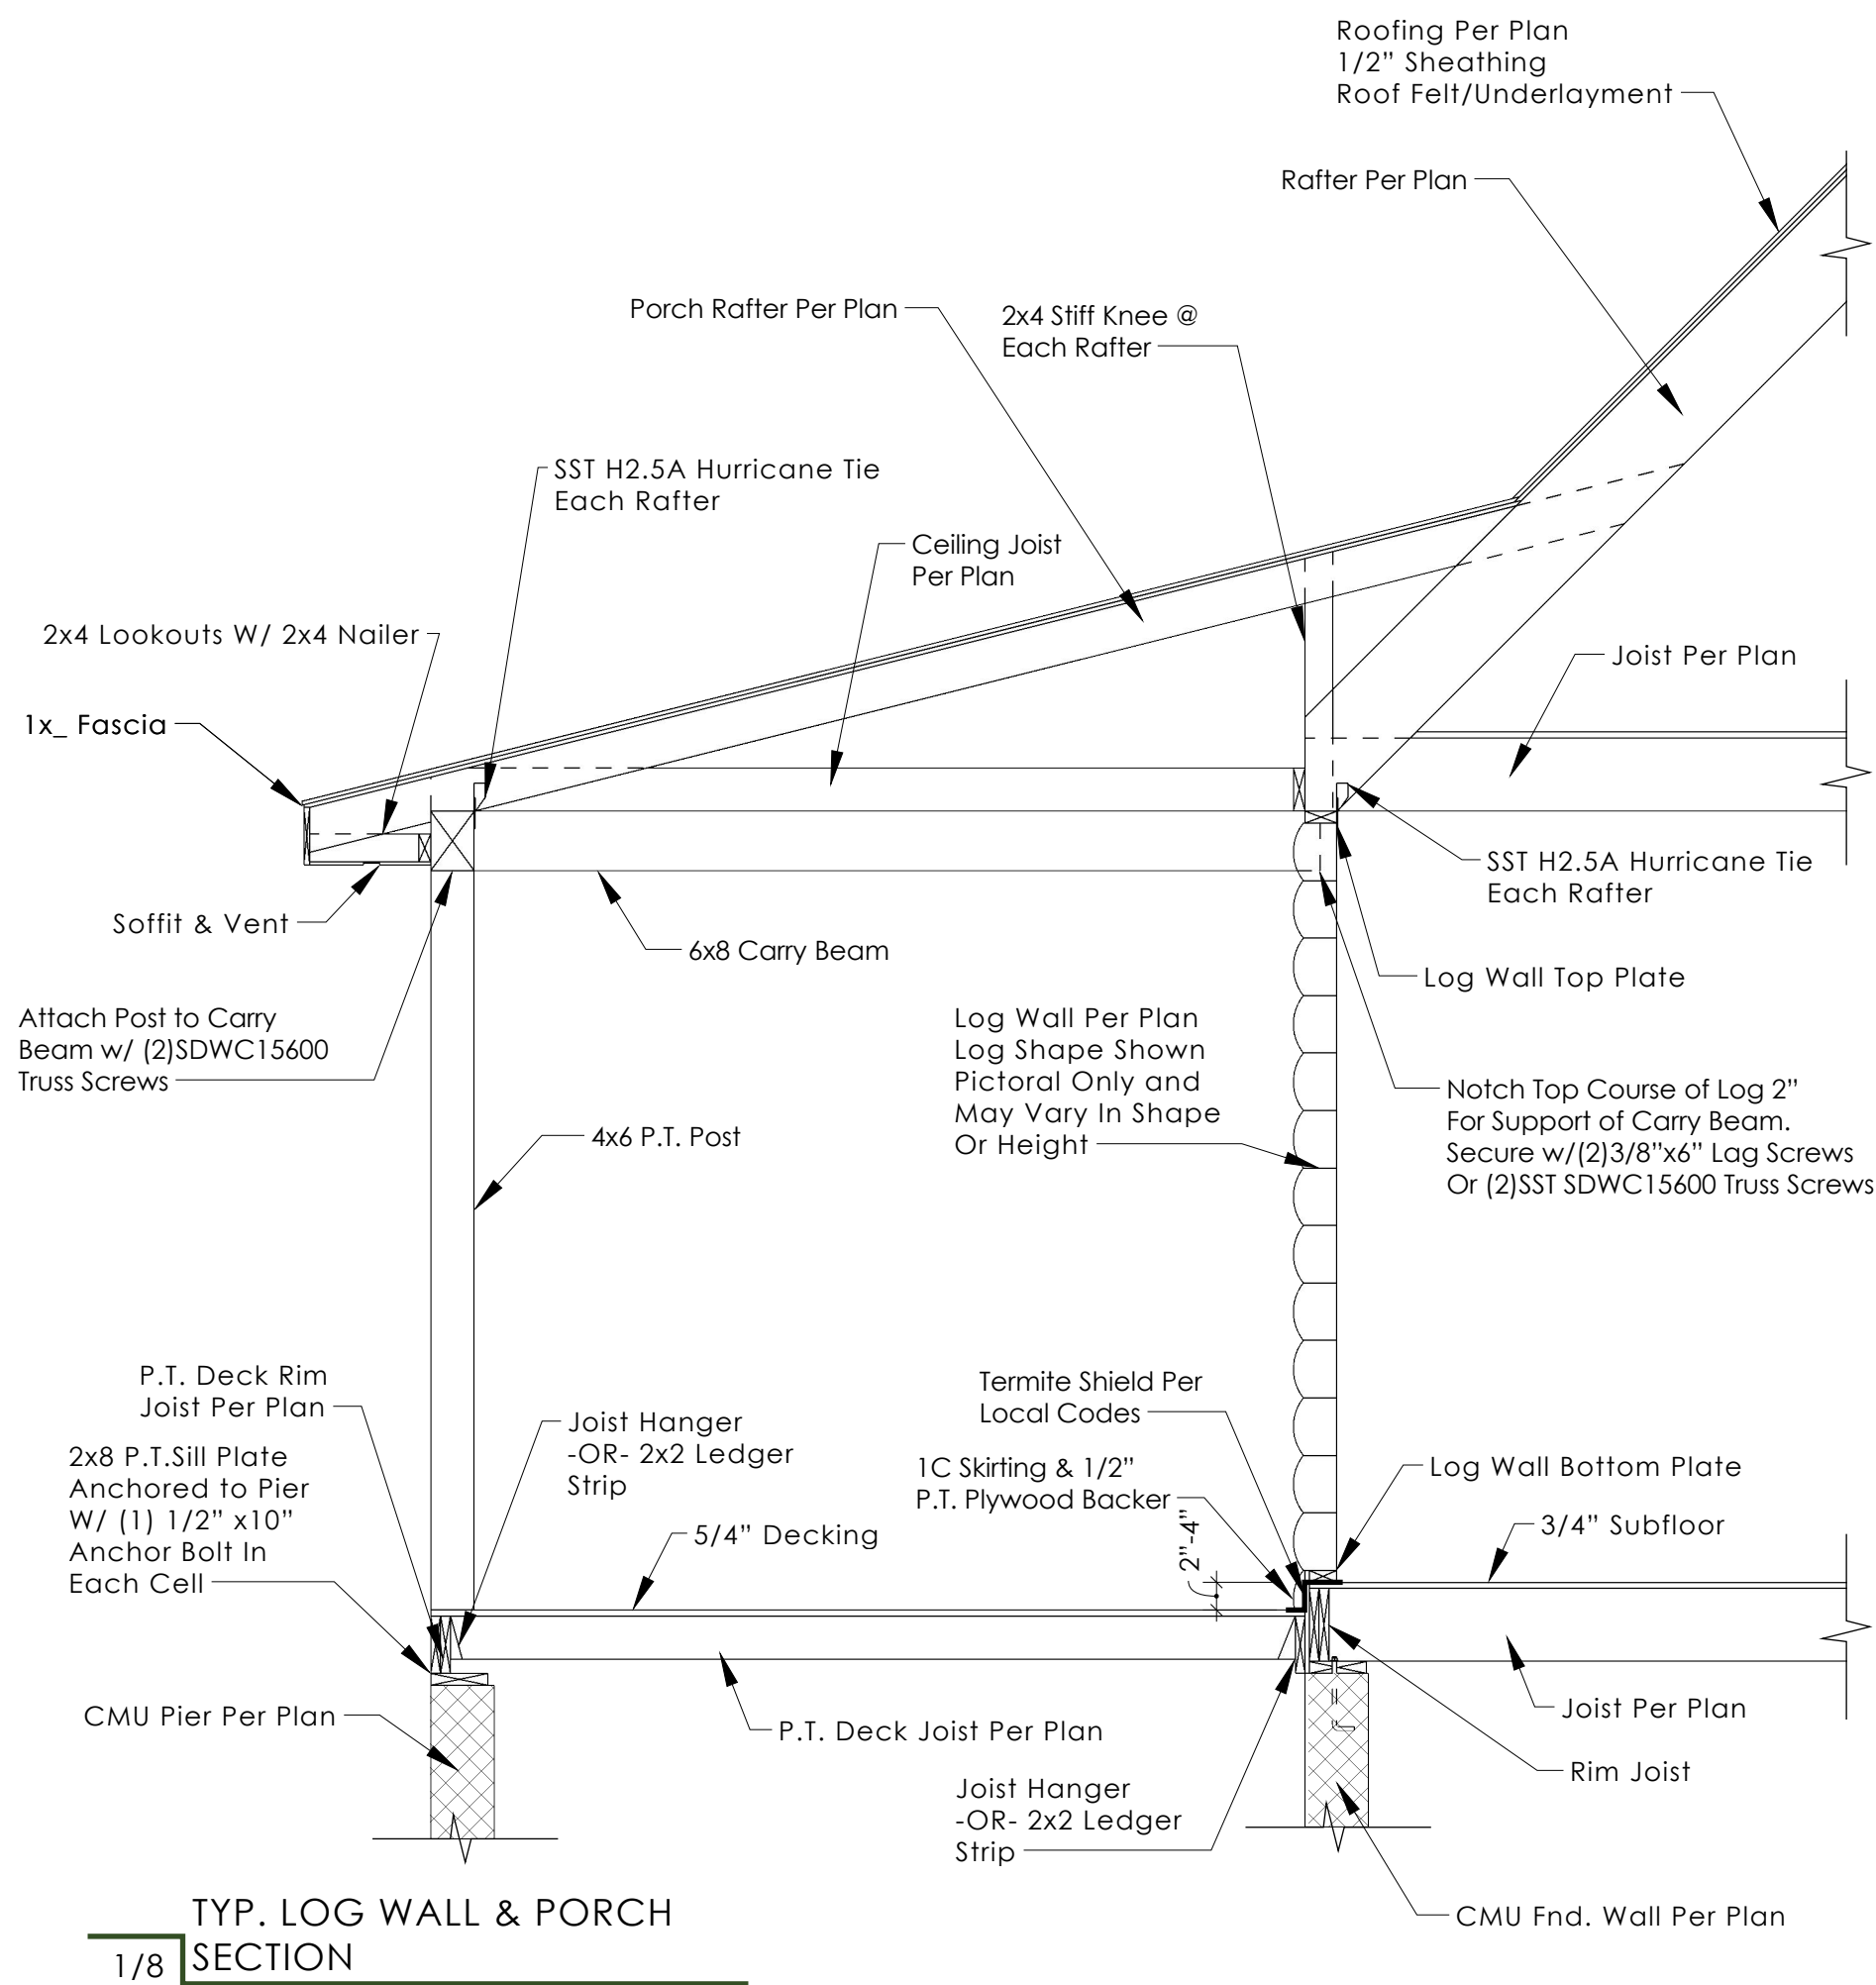 Roofing Per Plan
1/2” Sheathing
Roof Felt/Underlayment
Rafter Per Plan
Porch Rafter Per Plan
2x4 Stiff Knee @
Each Rafter
SST H2.5A Hurricane Tie
Each Rafter
Ceiling Joist
Per Plan
2x4 Lookouts W/ 2x4 Nailer
Joist Per Plan
1x_ Fascia
SST H2.5A Hurricane Tie
Each Rafter
Soffit & Vent
6x8 Carry Beam
Log Wall Top Plate
Attach Post to Carry
Beam w/ (2)SDWC15600
Truss Screws
Log Wall Per Plan
Log Shape Shown
Pictoral Only and
May Vary In Shape
Or Height
Notch Top Course of Log 2”
For Support of Carry Beam.
Secure w/(2)3/8”x6” Lag Screws
Or (2)SST SDWC15600 Truss Screws
4x6 P.T. Post
P.T. Deck Rim
Joist Per Plan
Termite Shield Per
Local Codes
Joist Hanger
-OR- 2x2 Ledger
Strip
2x8 P.T.Sill Plate
Anchored to Pier
W/ (1) 1/2” x10”
Anchor Bolt In
Each Cell
1C Skirting & 1/2”
P.T. Plywood Backer
Log Wall Bottom Plate
2”-4”
5/4” Decking
3/4” Subfloor
CMU Pier Per Plan
P.T. Deck Joist Per Plan
Joist Per Plan
Rim Joist
Joist Hanger
-OR- 2x2 Ledger
Strip
CMU Fnd. Wall Per Plan
TYP. LOG WALL & PORCH
SECTION
1/8